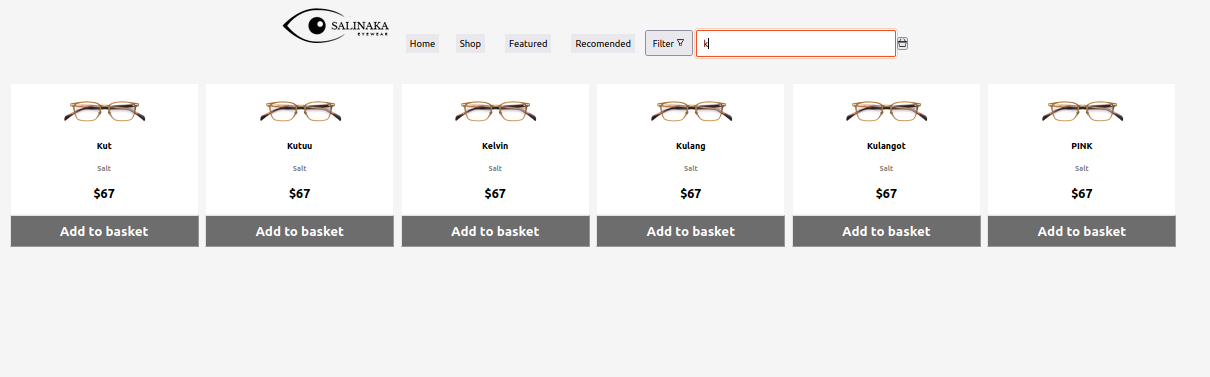 SALINAKA
EYEWEAR
Home Shop Featured Recomended Filter k
Kut Kutuu Kelvin Kulang Kulangot PINK
Salt Salt Salt Salt Salt Salt
$67 $67 $67 $67 $67 $67
Add to basket Add to basket Add to basket Add to basket Add to basket Add to basket